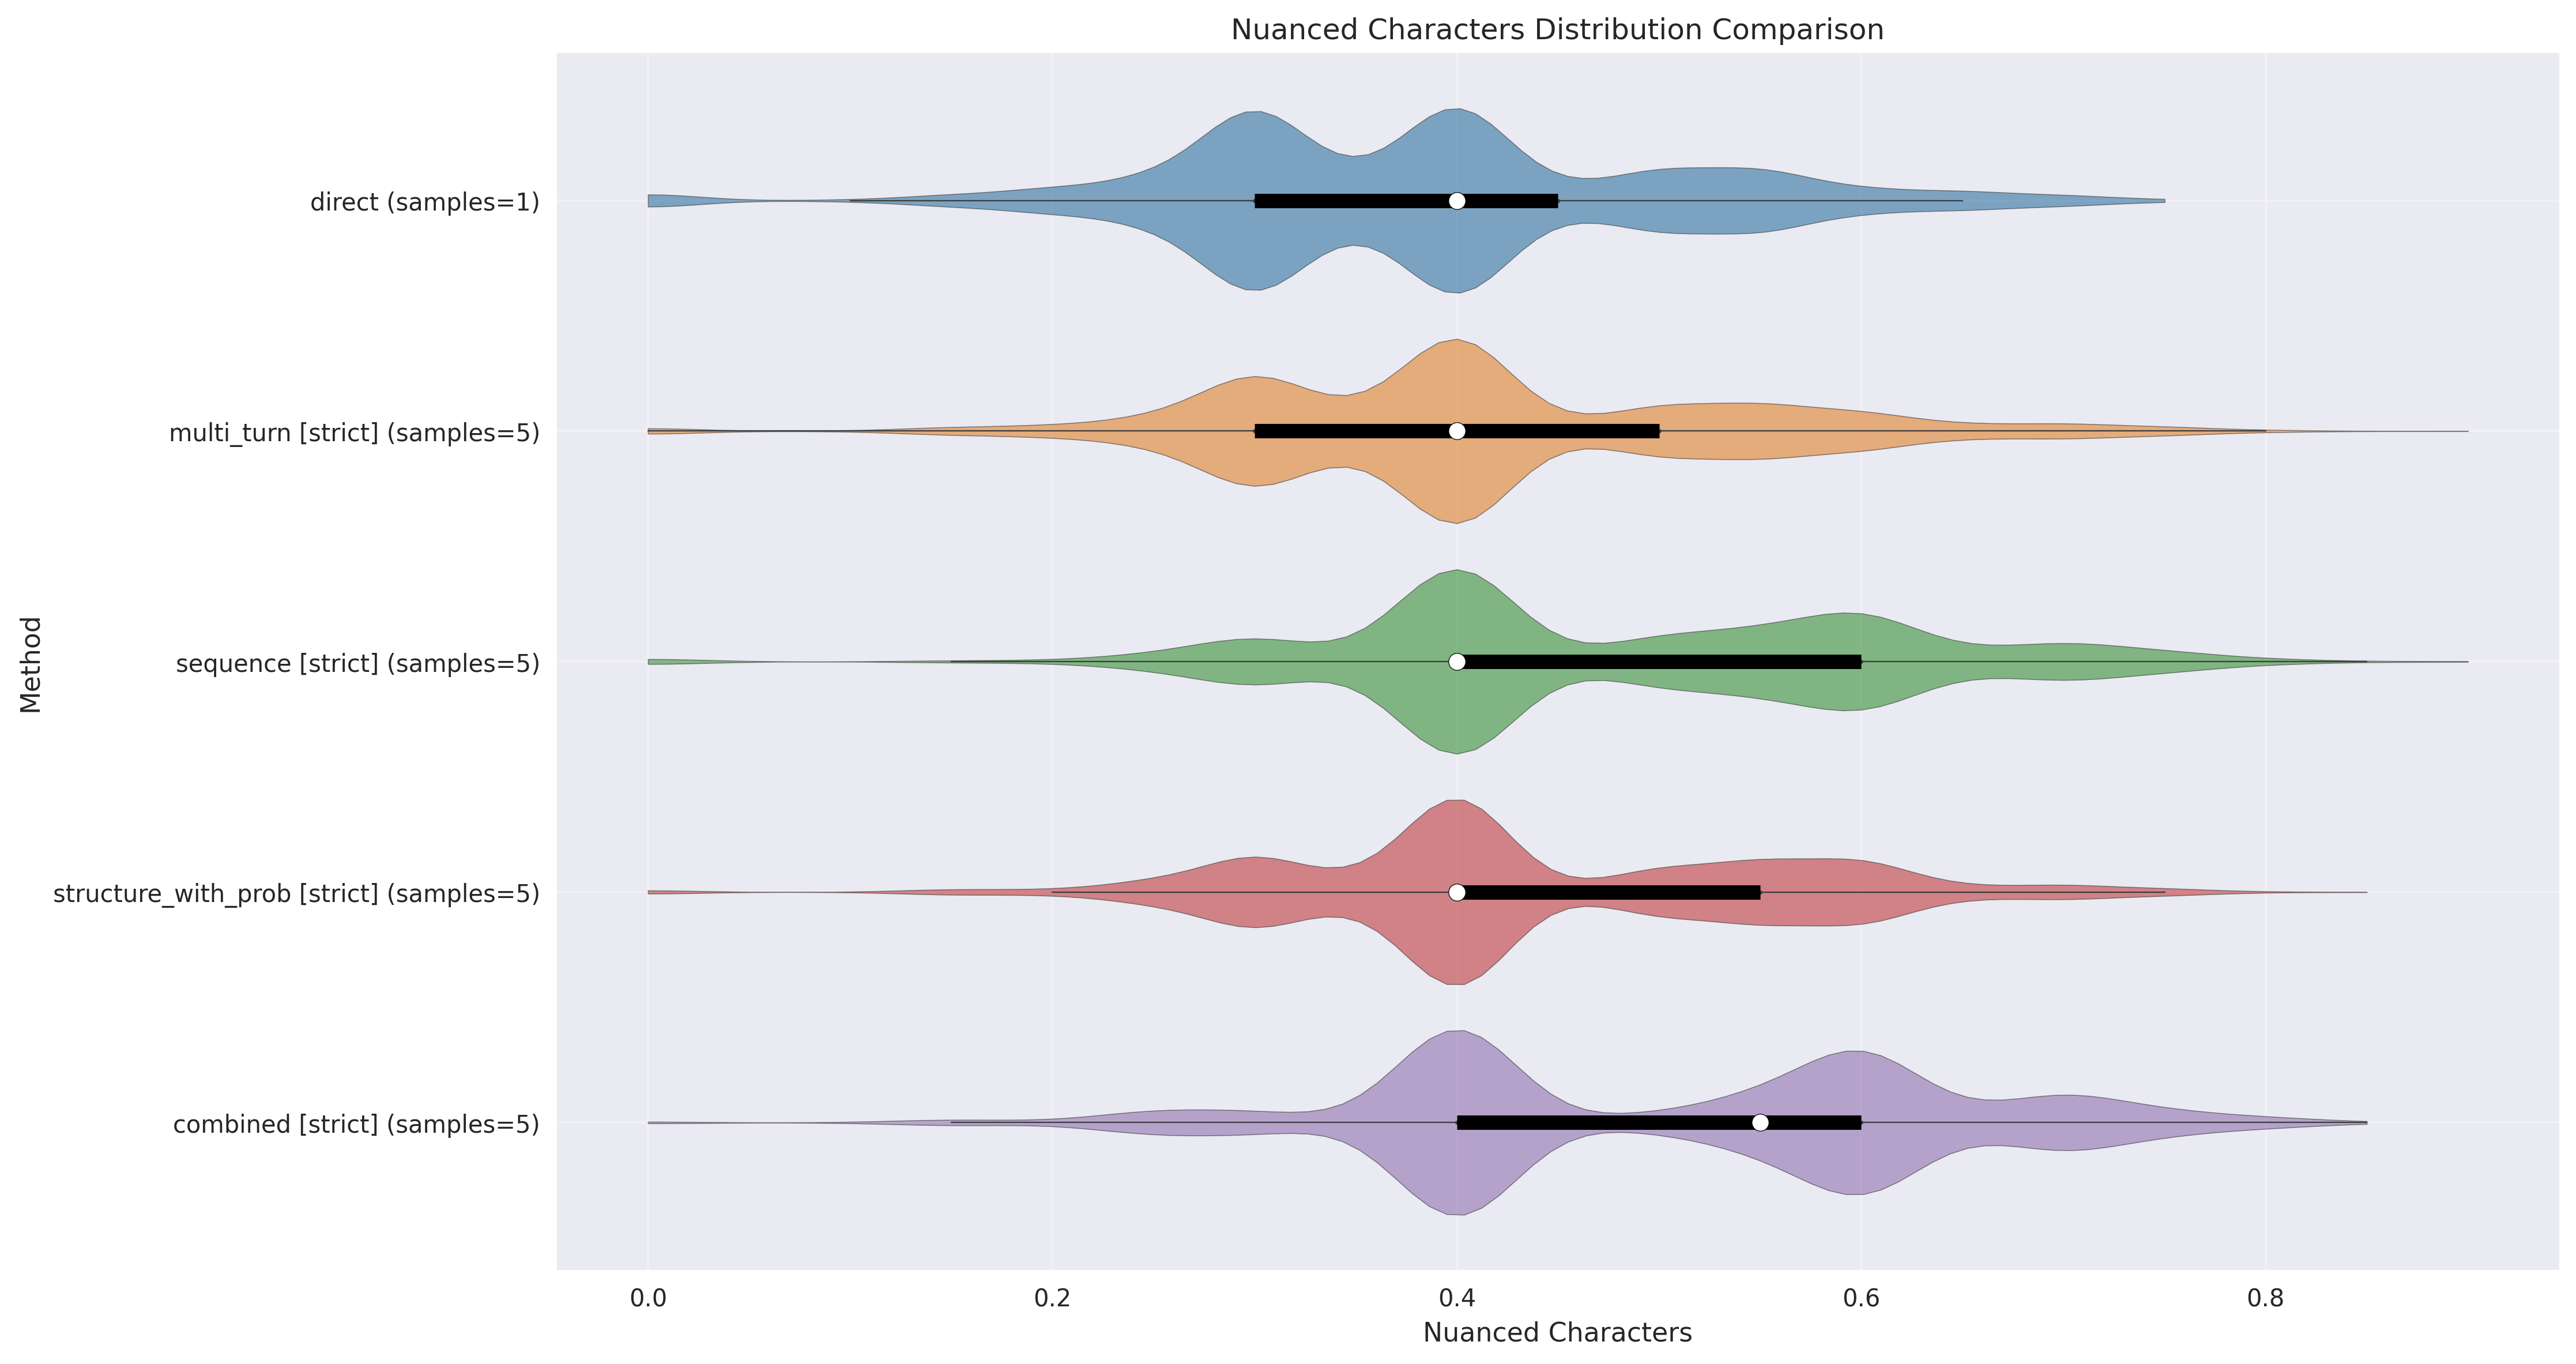 Nuanced Characters Distribution Comparison
direct (samples=1)
multi_turn [strict] (samples=5)
sequence [strict] (samples=5)
structure_with_prob [strict] (samples=5)
combined [strict] (samples=5)
Method
0.0 0.2 0.4 0.6 0.8
Nuanced Characters